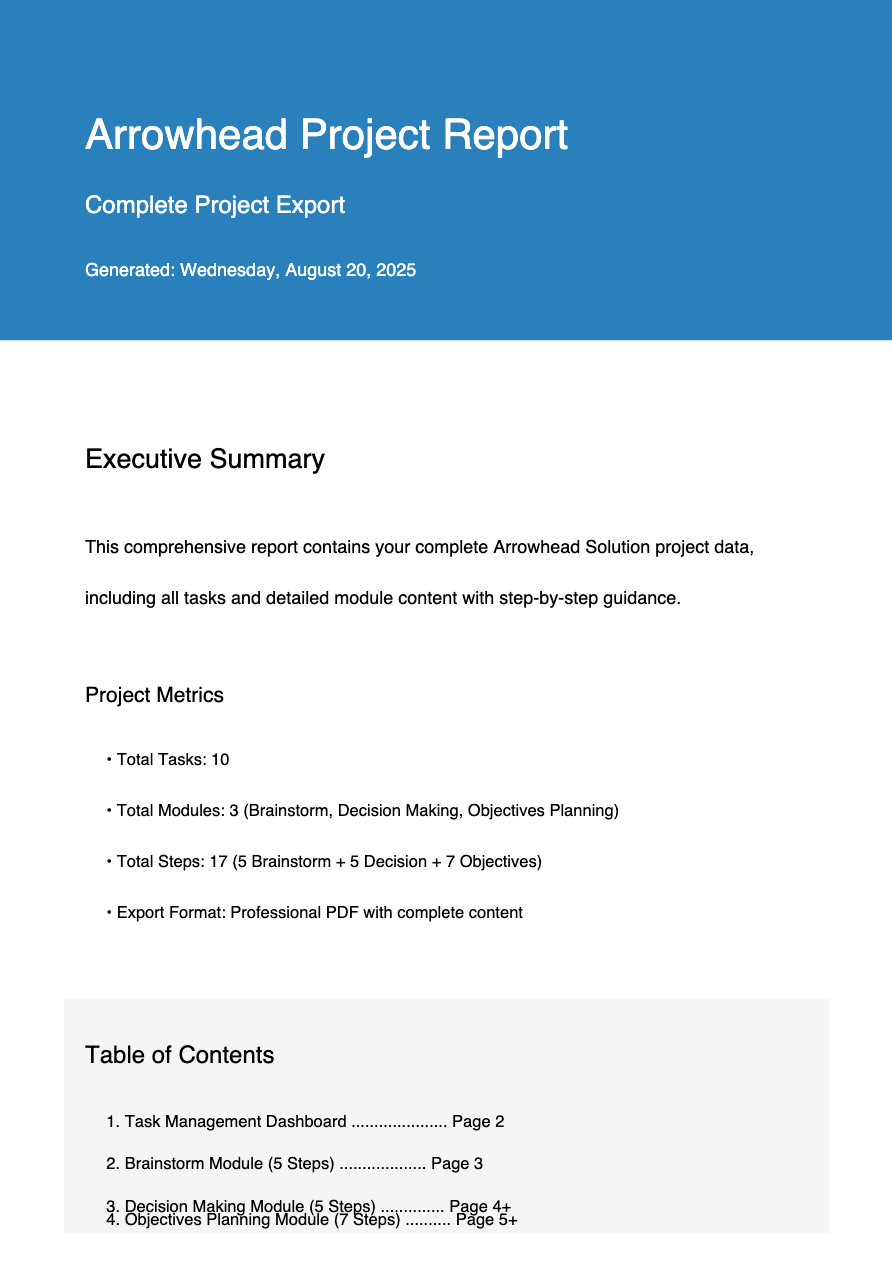 Arrowhead Project Report
Complete Project Export
Generated: Wednesday, August 20, 2025
Executive Summary
This comprehensive report contains your complete Arrowhead Solution project data,
including all tasks and detailed module content with step-by-step guidance.
Project Metrics
• Total Tasks: 10
• Total Modules: 3 (Brainstorm, Decision Making, Objectives Planning)
• Total Steps: 17 (5 Brainstorm + 5 Decision + 7 Objectives)
• Export Format: Professional PDF with complete content
Table of Contents
1. Task Management Dashboard ..................... Page 2
2. Brainstorm Module (5 Steps) ................... Page 3
3. Decision Making Module (5 Steps) .............. Page 4+
4. Objectives Planning Module (7 Steps) .......... Page 5+